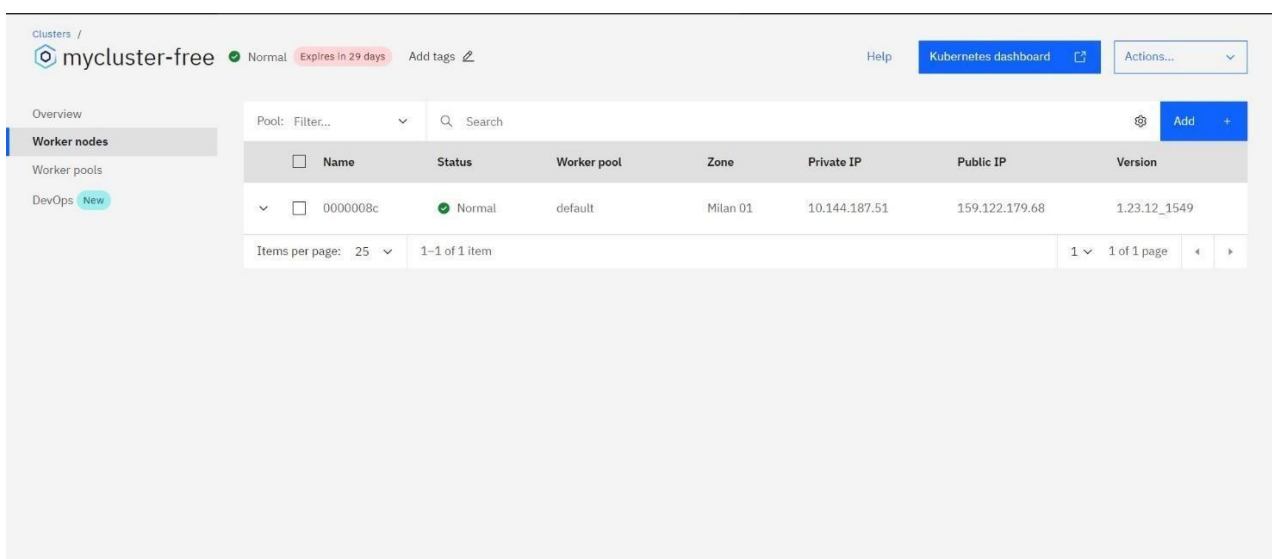 Clusters /
mycluster-free Normal Expires in 29 days Add tags Help Kubernetes dashboard Actions...
Overview
Worker nodes
Worker pools
DevOps New
Pool: Filter... Search Add +
Name Status Worker pool Zone Private IP Public IP Version
0000008c Normal default Milan 01 10.144.187.51 159.122.179.68 1.23.12_1549
Items per page: 25 1–1 of 1 item 1 1 of 1 page